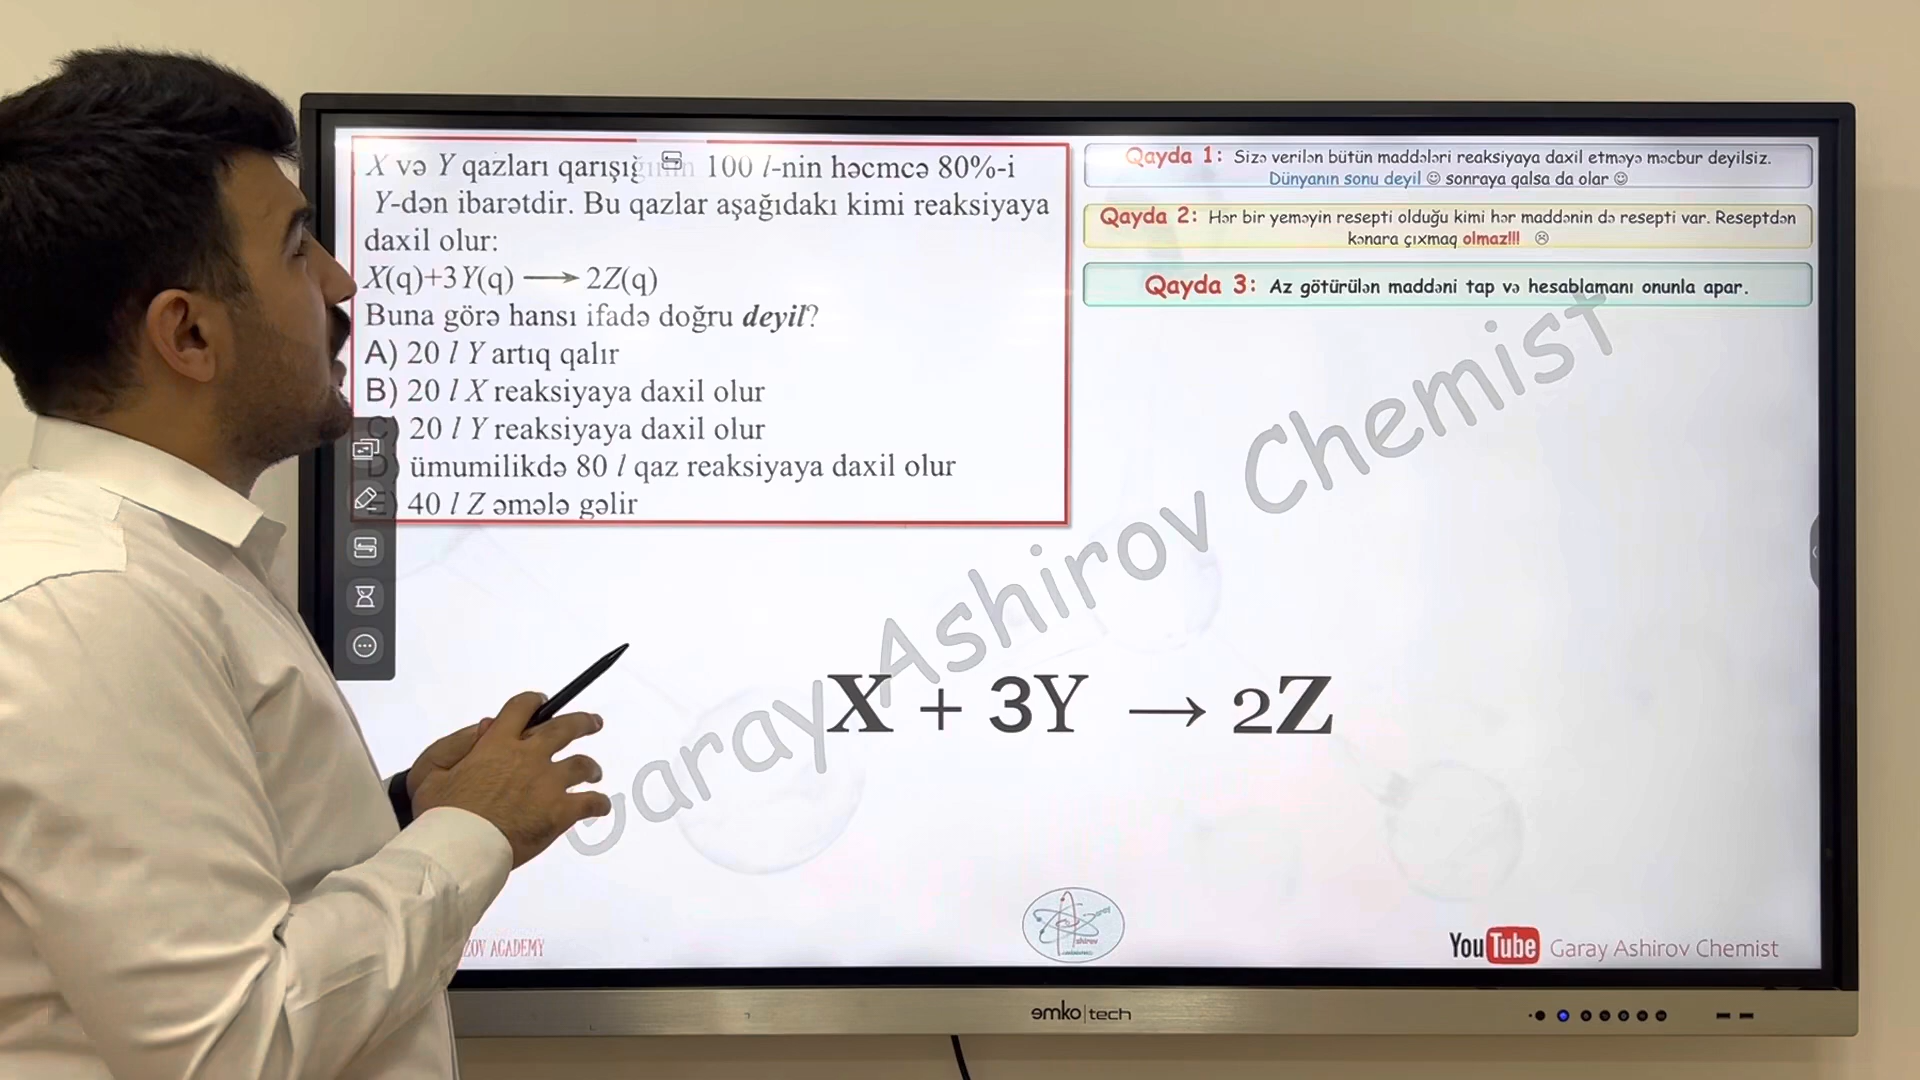 X və Y qazları qarışığının 100 l-nin həcmcə 80%-i
Y-dən ibarətdir. Bu qazlar aşağıdakı kimi reaksiyaya
daxil olur:
X(q)+3Y(q) ⟶ 2Z(q)
Buna görə hansı ifadə doğru deyil?
A) 20 l Y artıq qalır
B) 20 l X reaksiyaya daxil olur
C) 20 l Y reaksiyaya daxil olur
D) ümumilikdə 80 l qaz reaksiyaya daxil olur
E) 40 l Z əmələ gəlir
Qayda 1: Sizə verilən bütün maddələri reaksiyaya daxil etməyə məcbur deyilsiz.
Dünyanın sonu deyil ☺ sonraya qalsa da olar ☺
Qayda 2: Hər bir yeməyin resepti olduğu kimi hər maddənin də resepti var. Reseptdən
kənara çıxmaq olmaz!!! ☹
Qayda 3: Az götürülən maddəni tap və hesablamanı onunla apar.
Garay Ashirov Chemist
X + 3Y → 2Z
ZOV ACADEMY
YouTube Garay Ashirov Chemist
əmko|tech